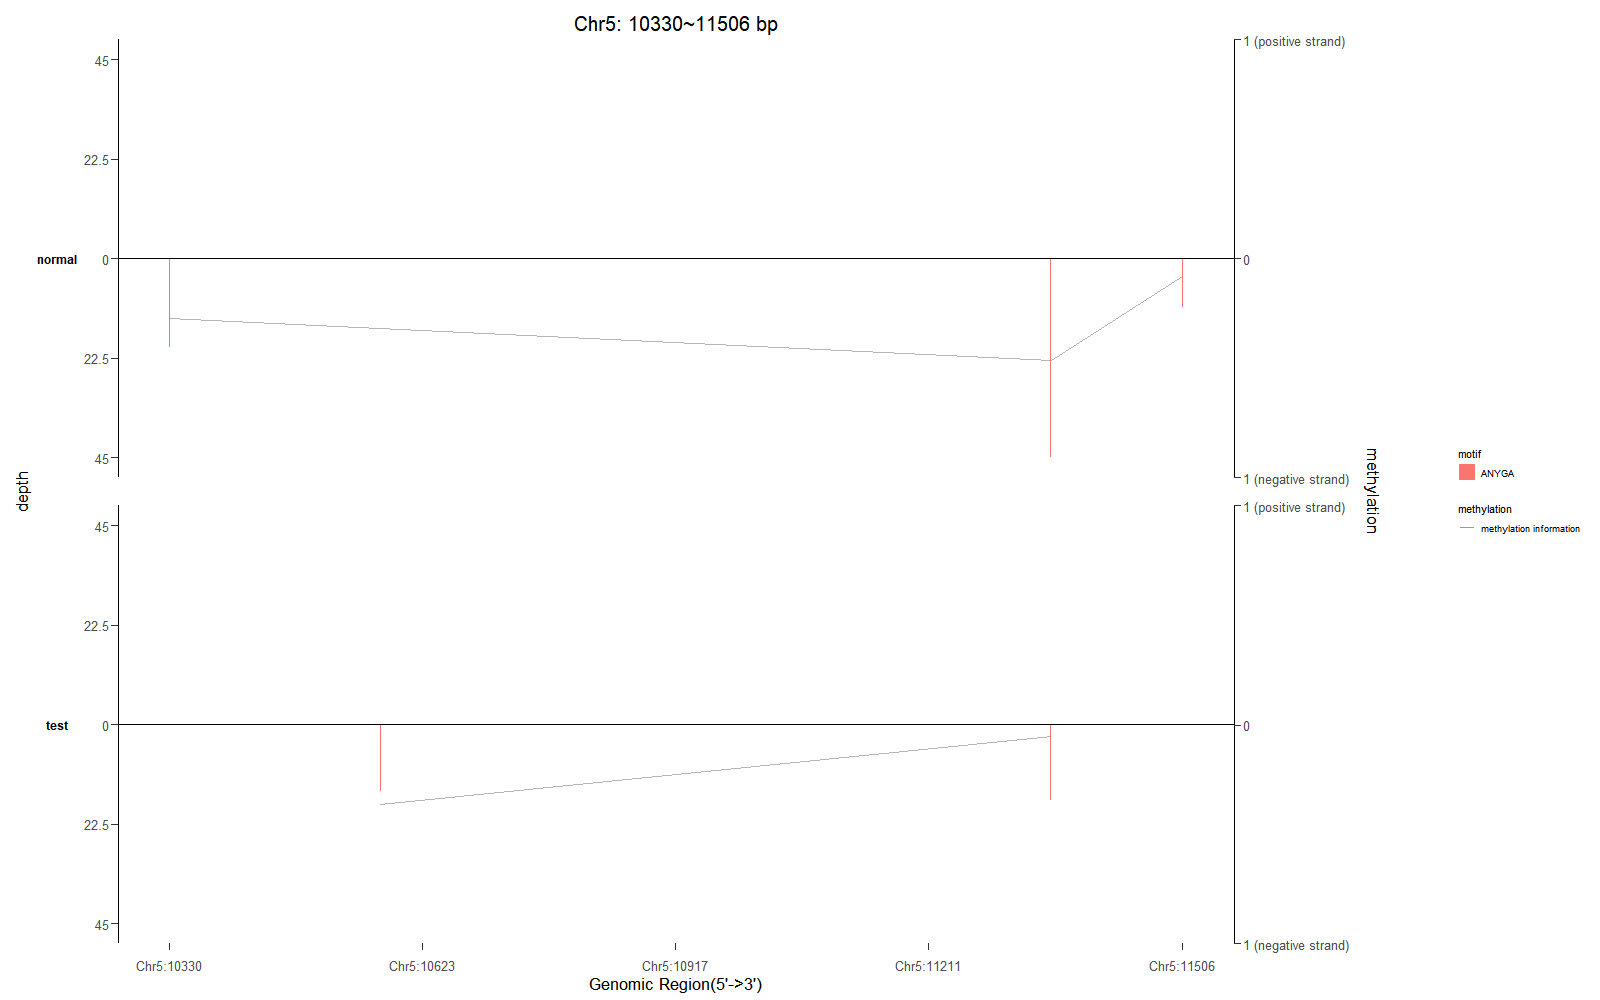 Chr5: 10330~11506 bp
45
22.5
normal 0
22.5
45
1 (positive strand)
0
1 (negative strand)
depth
methylation
45
22.5
test 0
22.5
45
1 (positive strand)
0
1 (negative strand)
Chr5:10330 Chr5:10623 Chr5:10917 Chr5:11211 Chr5:11506
Genomic Region(5'->3')
motif
ANYGA
methylation
methylation information